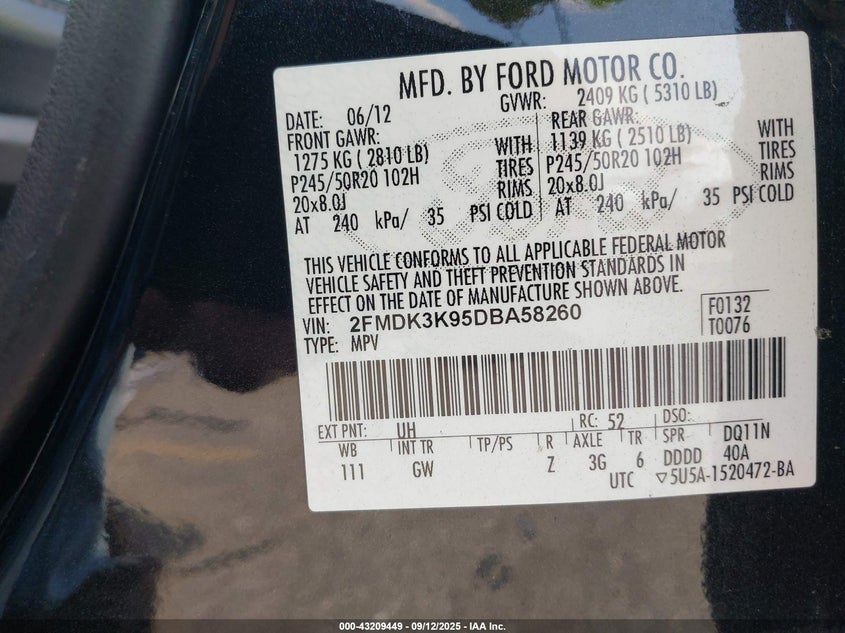 MFD. BY FORD MOTOR CO.
DATE: 06/12 GVWR: 2409 KG ( 5310 LB)
FRONT GAWR: REAR GAWR:
1275 KG ( 2810 LB) WITH 1139 KG ( 2510 LB) WITH
P245/50R20 102H TIRES P245/50R20 102H TIRES
20x8.0J RIMS 20x8.0J RIMS
AT 240 kPa/ 35 PSI COLD AT 240 kPa/ 35 PSI COLD
THIS VEHICLE CONFORMS TO ALL APPLICABLE FEDERAL MOTOR
VEHICLE SAFETY AND THEFT PREVENTION STANDARDS IN
EFFECT ON THE DATE OF MANUFACTURE SHOWN ABOVE.
VIN: 2FMDK3K95DBA58260 F0132
TYPE: MPV T0076
EXT PNT: UH RC: 52 DSO:
WB INT TR TP/PS R AXLE TR SPR DQ11N
111 GW Z 3G 6 DDDD 40A
UTC ▽5U5A-1520472-BA
000-43209449 - 09/12/2025 - IAA Inc.